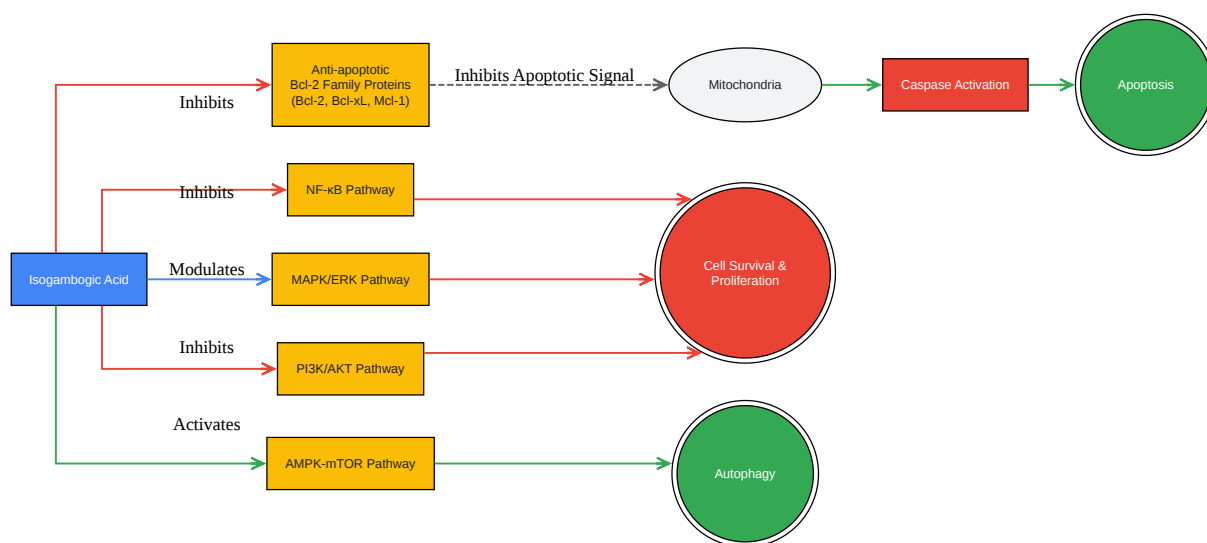 Anti-apoptotic
Bcl-2 Family Proteins
(Bcl-2, Bcl-xL, Mcl-1)
Inhibits Apoptotic Signal
Mitochondria
Caspase Activation
Apoptosis
Inhibits
Inhibits
NF-κB Pathway
Isogambogic Acid
Modulates
MAPK/ERK Pathway
Cell Survival &
Proliferation
Inhibits
PI3K/AKT Pathway
Activates
AMPK-mTOR Pathway
Autophagy